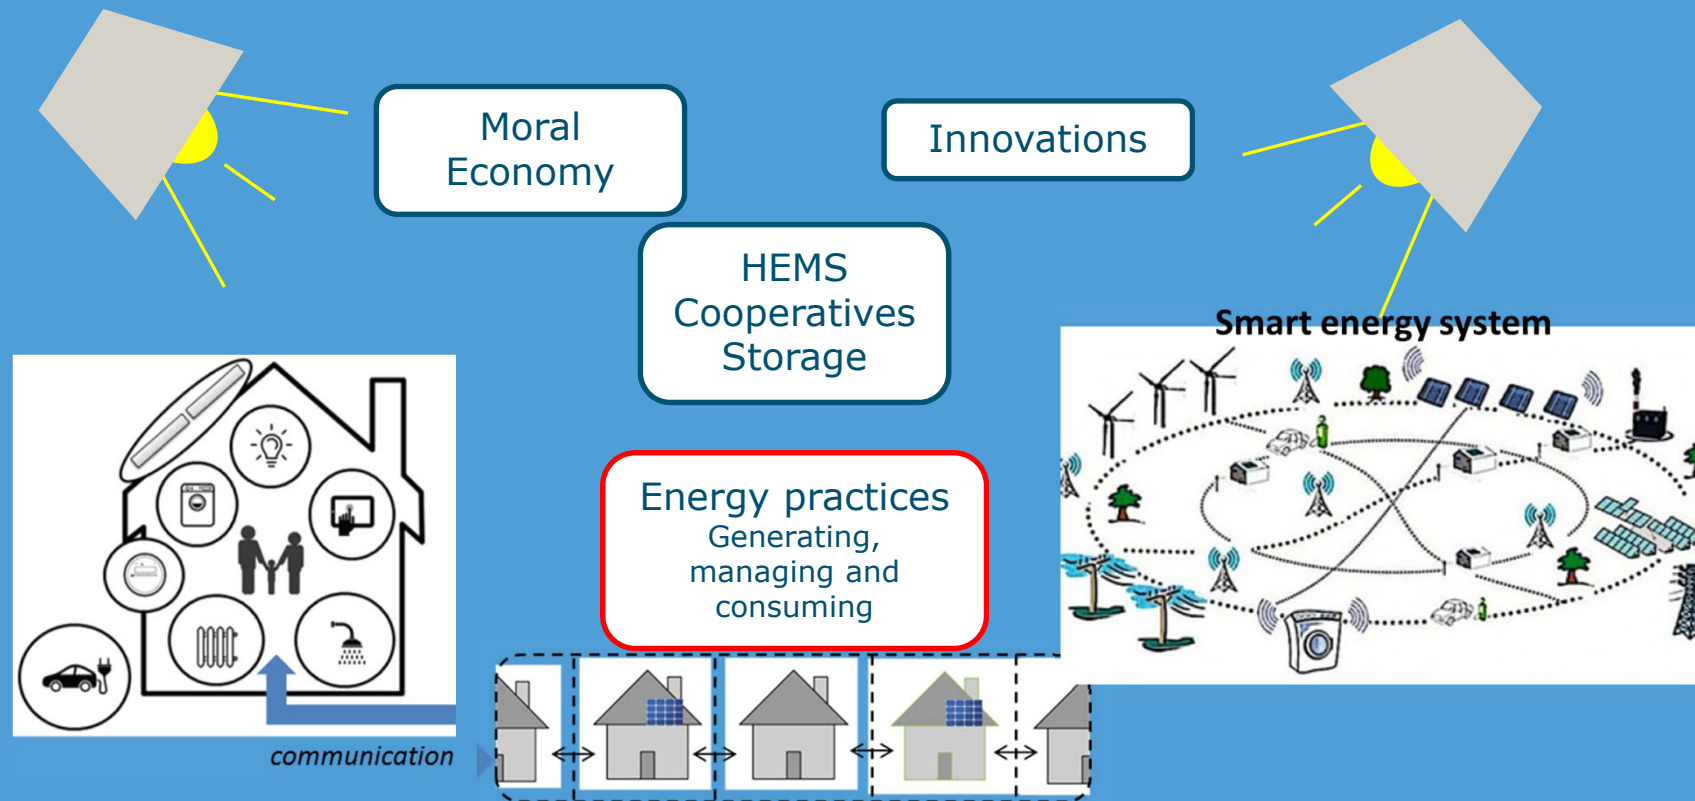 Moral
Economy
Innovations
HEMS
Cooperatives
Storage
Smart energy system
Energy practices
Generating,
managing and
consuming
communication